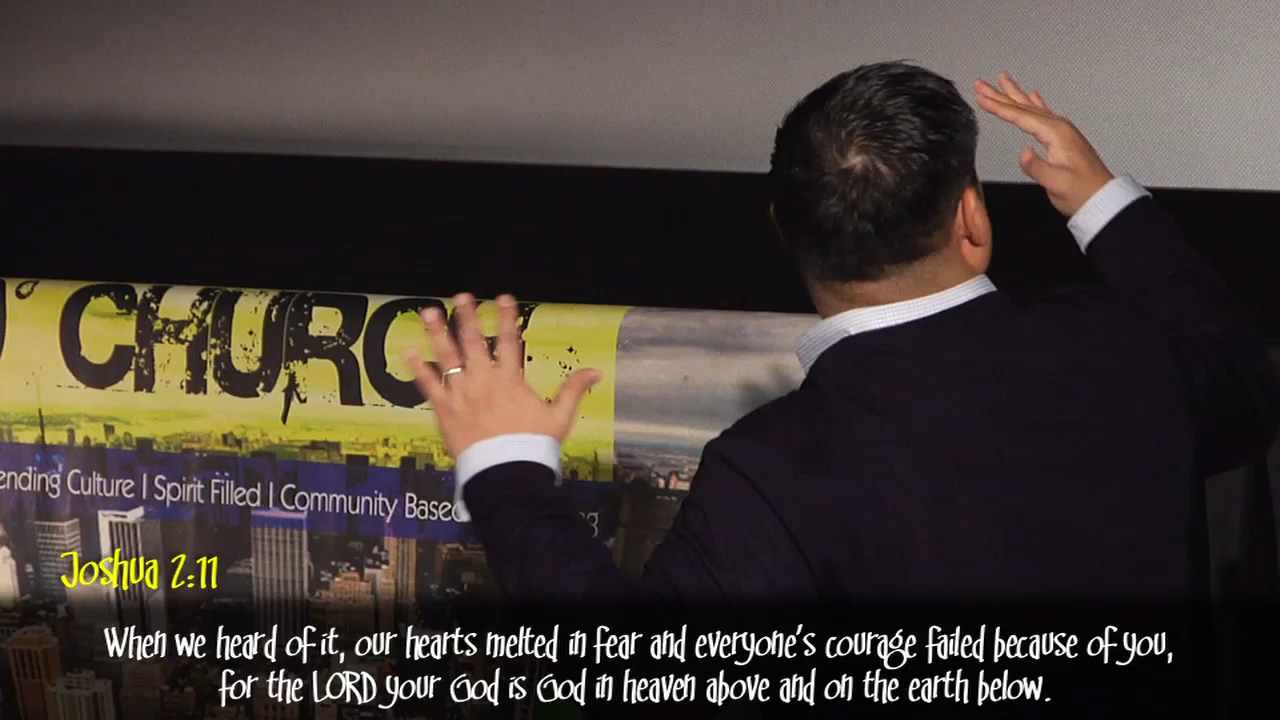 CHURCH
ending Culture | Spirit Filled | Community Based
Joshua 2:11
When we heard of it, our hearts melted in fear and everyone's courage failed because of you,
for the LORD your God is God in heaven above and on the earth below.